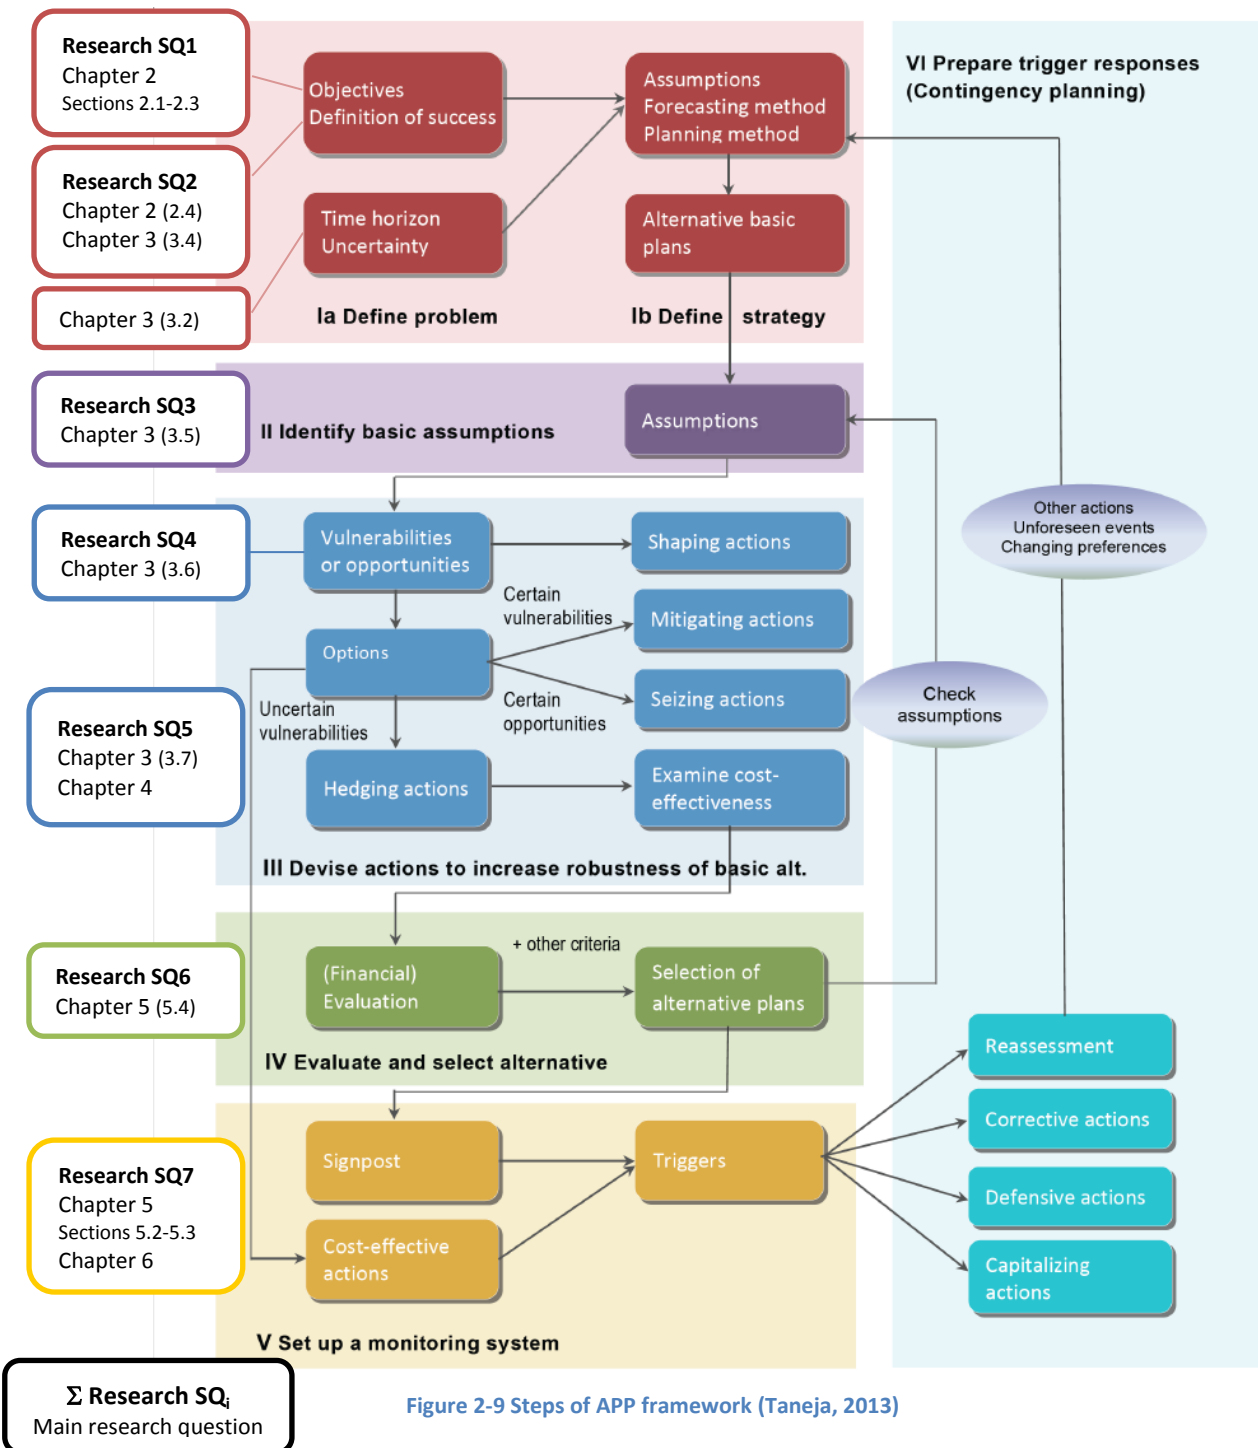 Research SQ1
Chapter 2
Sections 2.1-2.3
Research SQ2
Chapter 2 (2.4)
Chapter 3 (3.4)
Chapter 3 (3.2)
Objectives
Definition of success
Time horizon
Uncertainty
Assumptions
Forecasting method
Planning method
Alternative basic
plans
Ia Define problem
Ib Define strategy
VI Prepare trigger responses
(Contingency planning)
Research SQ3
Chapter 3 (3.5)
II Identify basic assumptions
Assumptions
Research SQ4
Chapter 3 (3.6)
Vulnerabilities
or opportunities
Shaping actions
Certain
vulnerabilities
Mitigating actions
Options
Certain
opportunities
Seizing actions
Uncertain
vulnerabilities
Research SQ5
Chapter 3 (3.7)
Chapter 4
Hedging actions
Examine cost-
effectiveness
III Devise actions to increase robustness of basic alt.
Other actions
Unforeseen events
Changing preferences
Check
assumptions
Research SQ6
Chapter 5 (5.4)
(Financial)
Evaluation
+ other criteria
Selection of
alternative plans
IV Evaluate and select alternative
Research SQ7
Chapter 5
Sections 5.2-5.3
Chapter 6
Signpost
Triggers
Cost-effective
actions
V Set up a monitoring system
Reassessment
Corrective actions
Defensive actions
Capitalizing
actions
Σ Research SQi
Main research question
Figure 2-9 Steps of APP framework (Taneja, 2013)